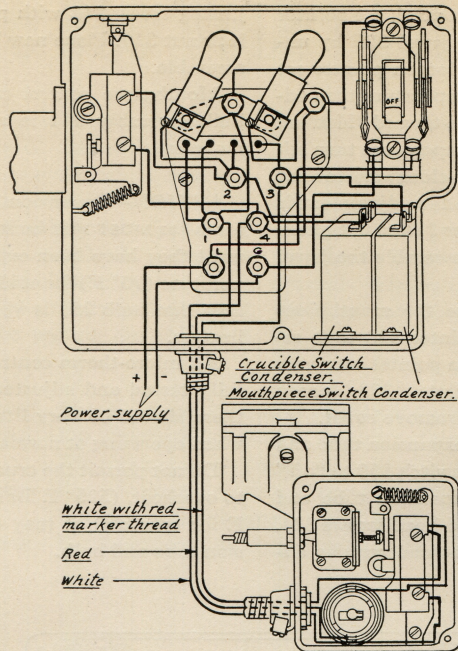 OFF
2
3
1
4
L
G
+ -
Power supply
Crucible Switch
Condenser.
Mouthpiece Switch Condenser.
White with red
marker thread
Red
White